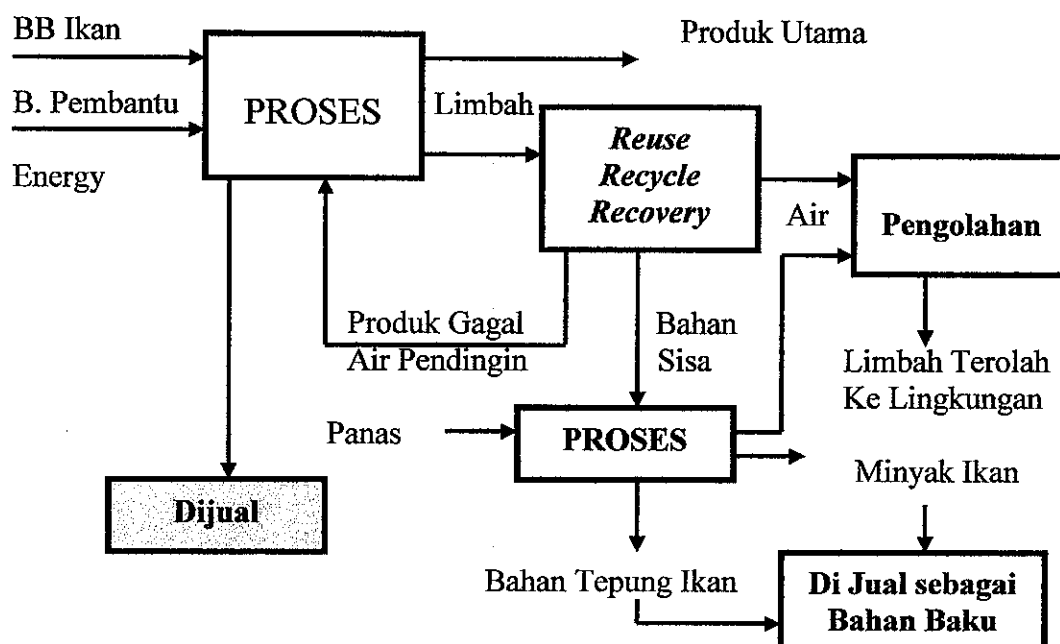 BB Ikan
Produk Utama
B. Pembantu
PROSES
Limbah
Energy
Reuse
Recycle
Recovery
Air
Pengolahan
Produk Gagal
Air Pendingin
Bahan
Sisa
Limbah Terolah
Ke Lingkungan
Panas
PROSES
Minyak Ikan
Dijual
Bahan Tepung Ikan
Di Jual sebagai
Bahan Baku